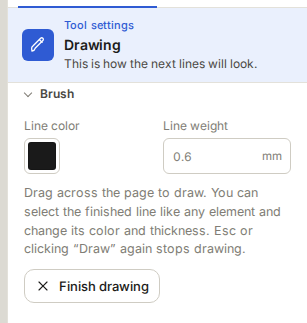 Tool settings
Drawing
This is how the next lines will look.
Brush
Line color
Line weight
0.6 mm
Drag across the page to draw. You can
select the finished line like any element and
change its color and thickness. Esc or
clicking “Draw” again stops drawing.
Finish drawing